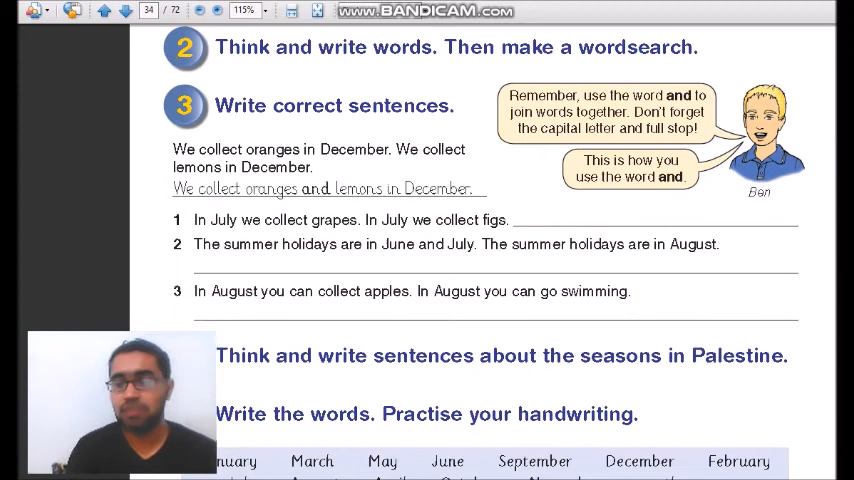 34 / 72
115%
www.BANDICAM.com
2 Think and write words. Then make a wordsearch.
3 Write correct sentences.
Remember, use the word and to
join words together. Don't forget
the capital letter and full stop!
This is how you
use the word and.
Ben
We collect oranges in December. We collect
lemons in December.
We collect oranges and lemons in December.
1 In July we collect grapes. In July we collect figs.
2 The summer holidays are in June and July. The summer holidays are in August.
3 In August you can collect apples. In August you can go swimming.
Think and write sentences about the seasons in Palestine.
Write the words. Practise your handwriting.
March May June September December February